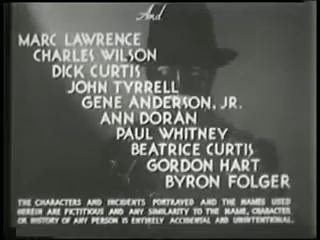 And
MARC LAWRENCE
CHARLES WILSON
DICK CURTIS
JOHN TYRRELL
GENE ANDERSON, JR.
ANN DORAN
PAUL WHITNEY
BEATRICE CURTIS
GORDON HART
BYRON FOLGER
THE CHARACTERS AND INCIDENTS PORTRAYED AND THE NAMES USED
HEREIN ARE FICTITIOUS AND ANY SIMILARITY TO THE NAME, CHARACTER
OR HISTORY OF ANY PERSON IS ENTIRELY ACCIDENTAL AND UNINTENTIONAL.